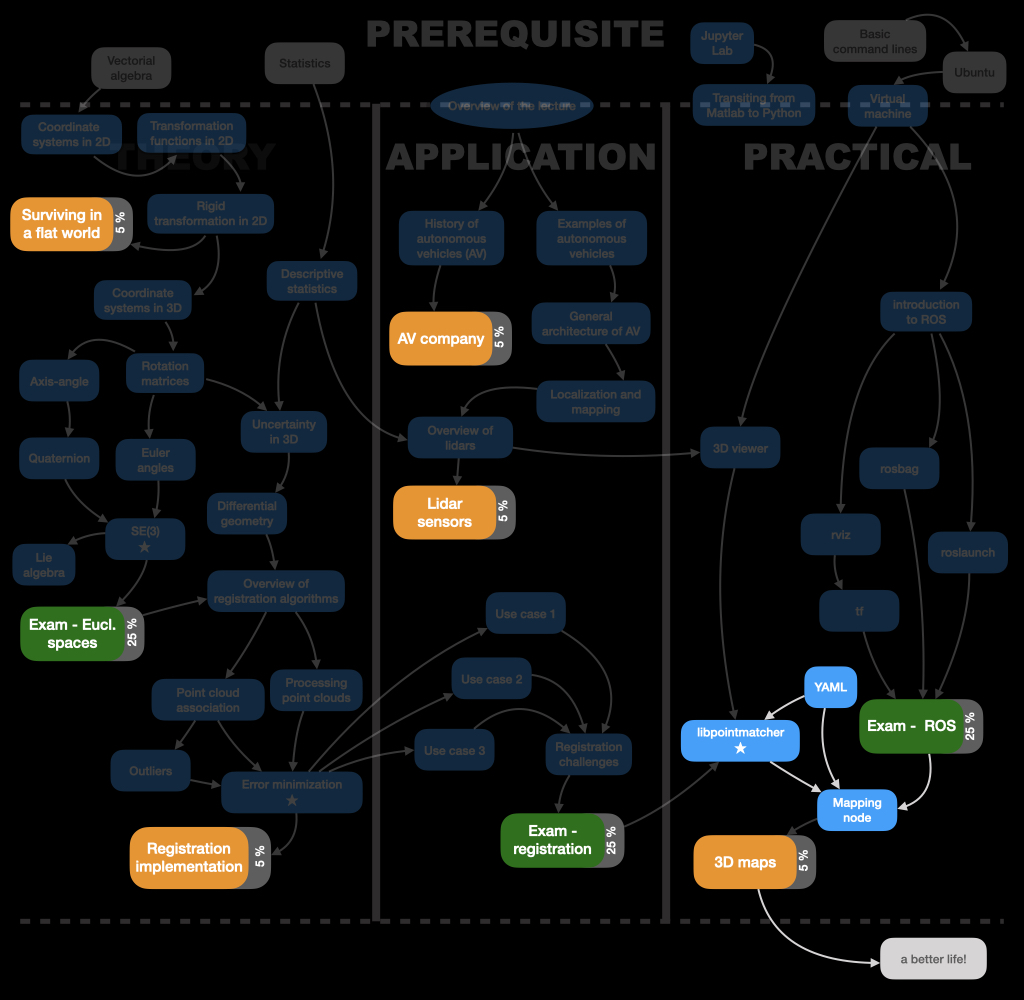 PREREQUISITE
Vectorial
algebra
Statistics
Jupyter
Lab
Basic
command lines
Ubuntu
Overview of the lecture
Transiting from
Matlab to Python
Virtual
machine
THEORY
APPLICATION
PRACTICAL
Coordinate
systems in 2D
Transformation
functions in 2D
Rigid
transformation in 2D
Surviving in
a flat world
5 %
Coordinate
systems in 3D
Descriptive
statistics
Axis-angle
Rotation
matrices
Uncertainty
in 3D
Quaternion
Euler
angles
Differential
geometry
SE(3)
★
Lie
algebra
Overview of
registration algorithms
Exam - Eucl.
spaces
25 %
Point cloud
association
Processing
point clouds
Outliers
Error minimization
★
Registration
implementation
5 %
History of
autonomous
vehicles (AV)
Examples of
autonomous
vehicles
AV company
5 %
General
architecture of AV
Localization and
mapping
Overview of
lidars
Lidar
sensors
5 %
Use case 1
Use case 2
Use case 3
Registration
challenges
Exam -
registration
25 %
introduction
to ROS
3D viewer
rosbag
rviz
roslaunch
tf
YAML
libpointmatcher
★
Exam - ROS
25 %
Mapping
node
3D maps
5 %
a better life!